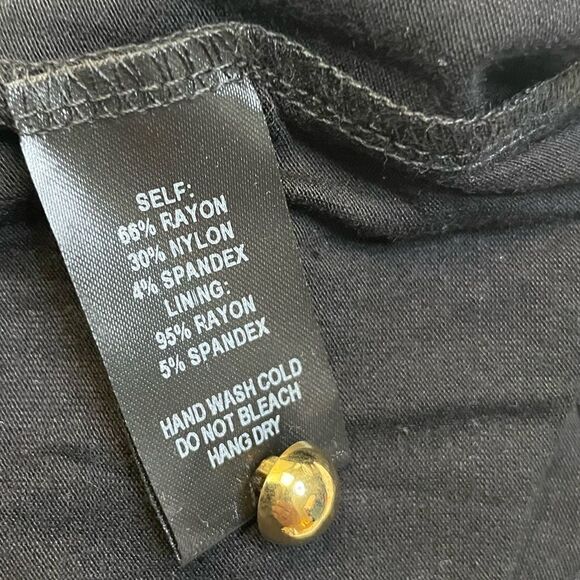 SELF:
66% RAYON
30% NYLON
4% SPANDEX
LINING:
95% RAYON
5% SPANDEX
HAND WASH COLD
DO NOT BLEACH
HANG DRY